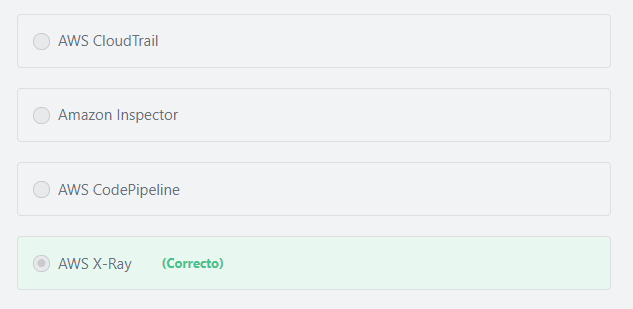 AWS CloudTrail
Amazon Inspector
AWS CodePipeline
AWS X-Ray (Correcto)